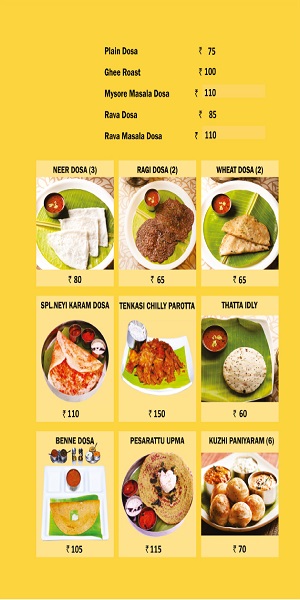 Plain Dosa ₹ 75
Ghee Roast ₹ 100
Mysore Masala Dosa ₹ 110
Rava Dosa ₹ 85
Rava Masala Dosa ₹ 110
NEER DOSA (3) RAGI DOSA (2) WHEAT DOSA (2)
₹ 80 ₹ 65 ₹ 65
SPL.NEYI KARAM DOSA TENKASI CHILLY PAROTTA THATTA IDLY
₹ 110 ₹ 150 ₹ 60
BENNE DOSA PESARATTU UPMA KUZHI PANIYARAM (6)
₹ 105 ₹ 115 ₹ 70